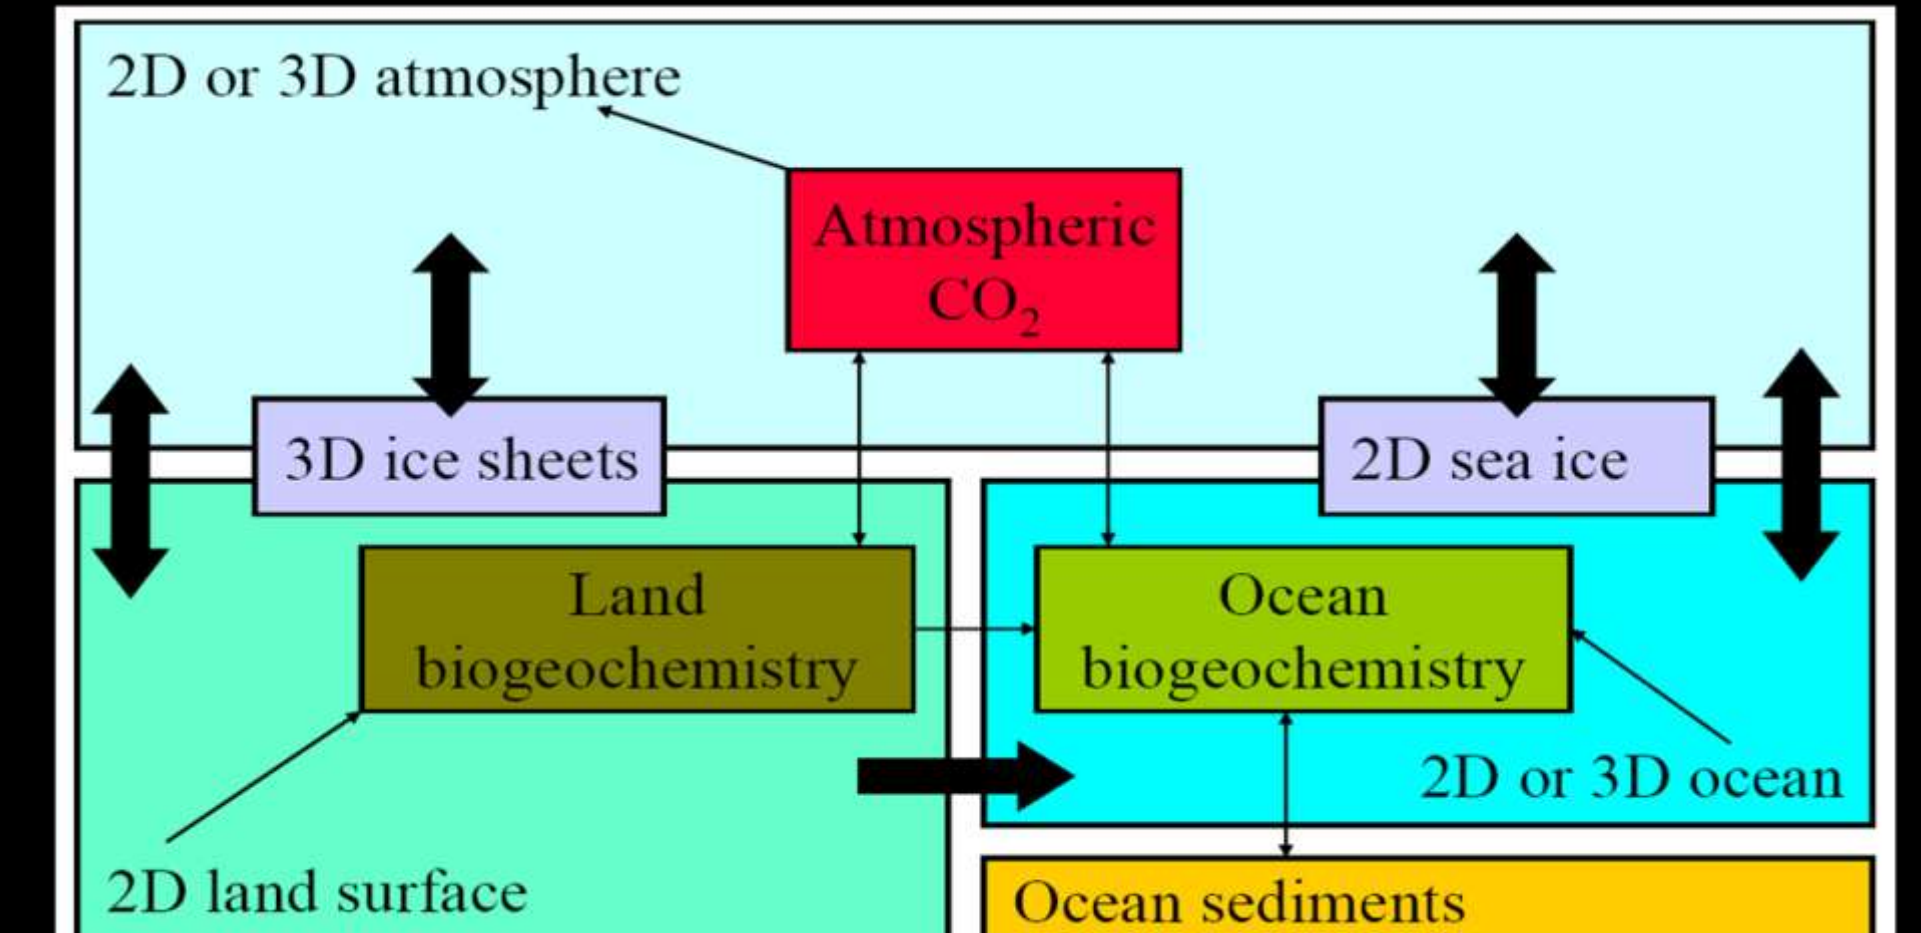 2D or 3D atmosphere
Atmospheric
CO₂
3D ice sheets
2D sea ice
Land
biogeochemistry
Ocean
biogeochemistry
2D or 3D ocean
2D land surface
Ocean sediments